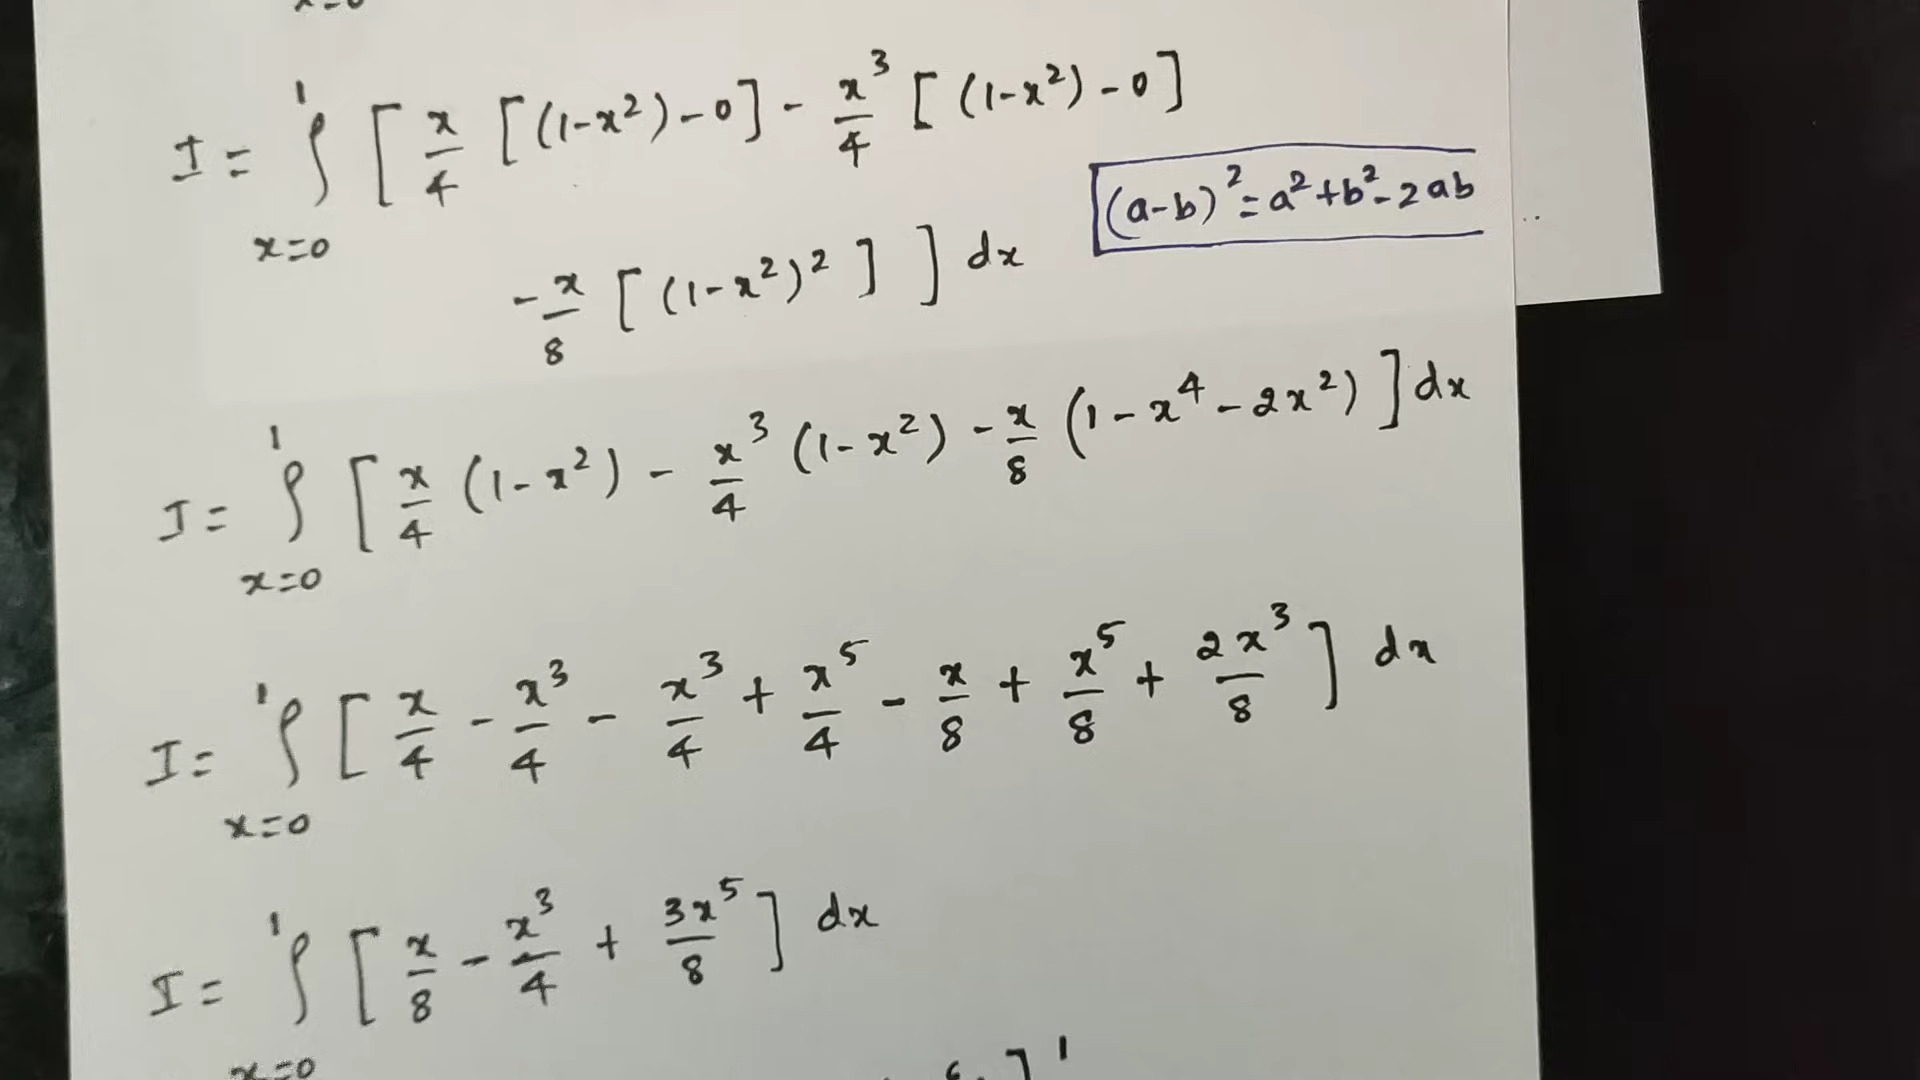 x=0
I = ∫₍ₓ₌₀₎¹ [ x/4 [(1-x²)-0] - x³/4 [(1-x²)-0]
(a-b)² = a²+b²-2ab
-x/8 [(1-x²)²] ] dx
I = ∫₍ₓ₌₀₎¹ [ x/4 (1-x²) - x³/4 (1-x²) - x/8 (1-x⁴-2x²) ] dx
I = ∫₍ₓ₌₀₎¹ [ x/4 - x³/4 - x³/4 + x⁵/4 - x/8 + x⁵/8 + 2x³/8 ] dx
I = ∫₍ₓ₌₀₎¹ [ x/8 - x³/4 + 3x⁵/8 ] dx
] 1